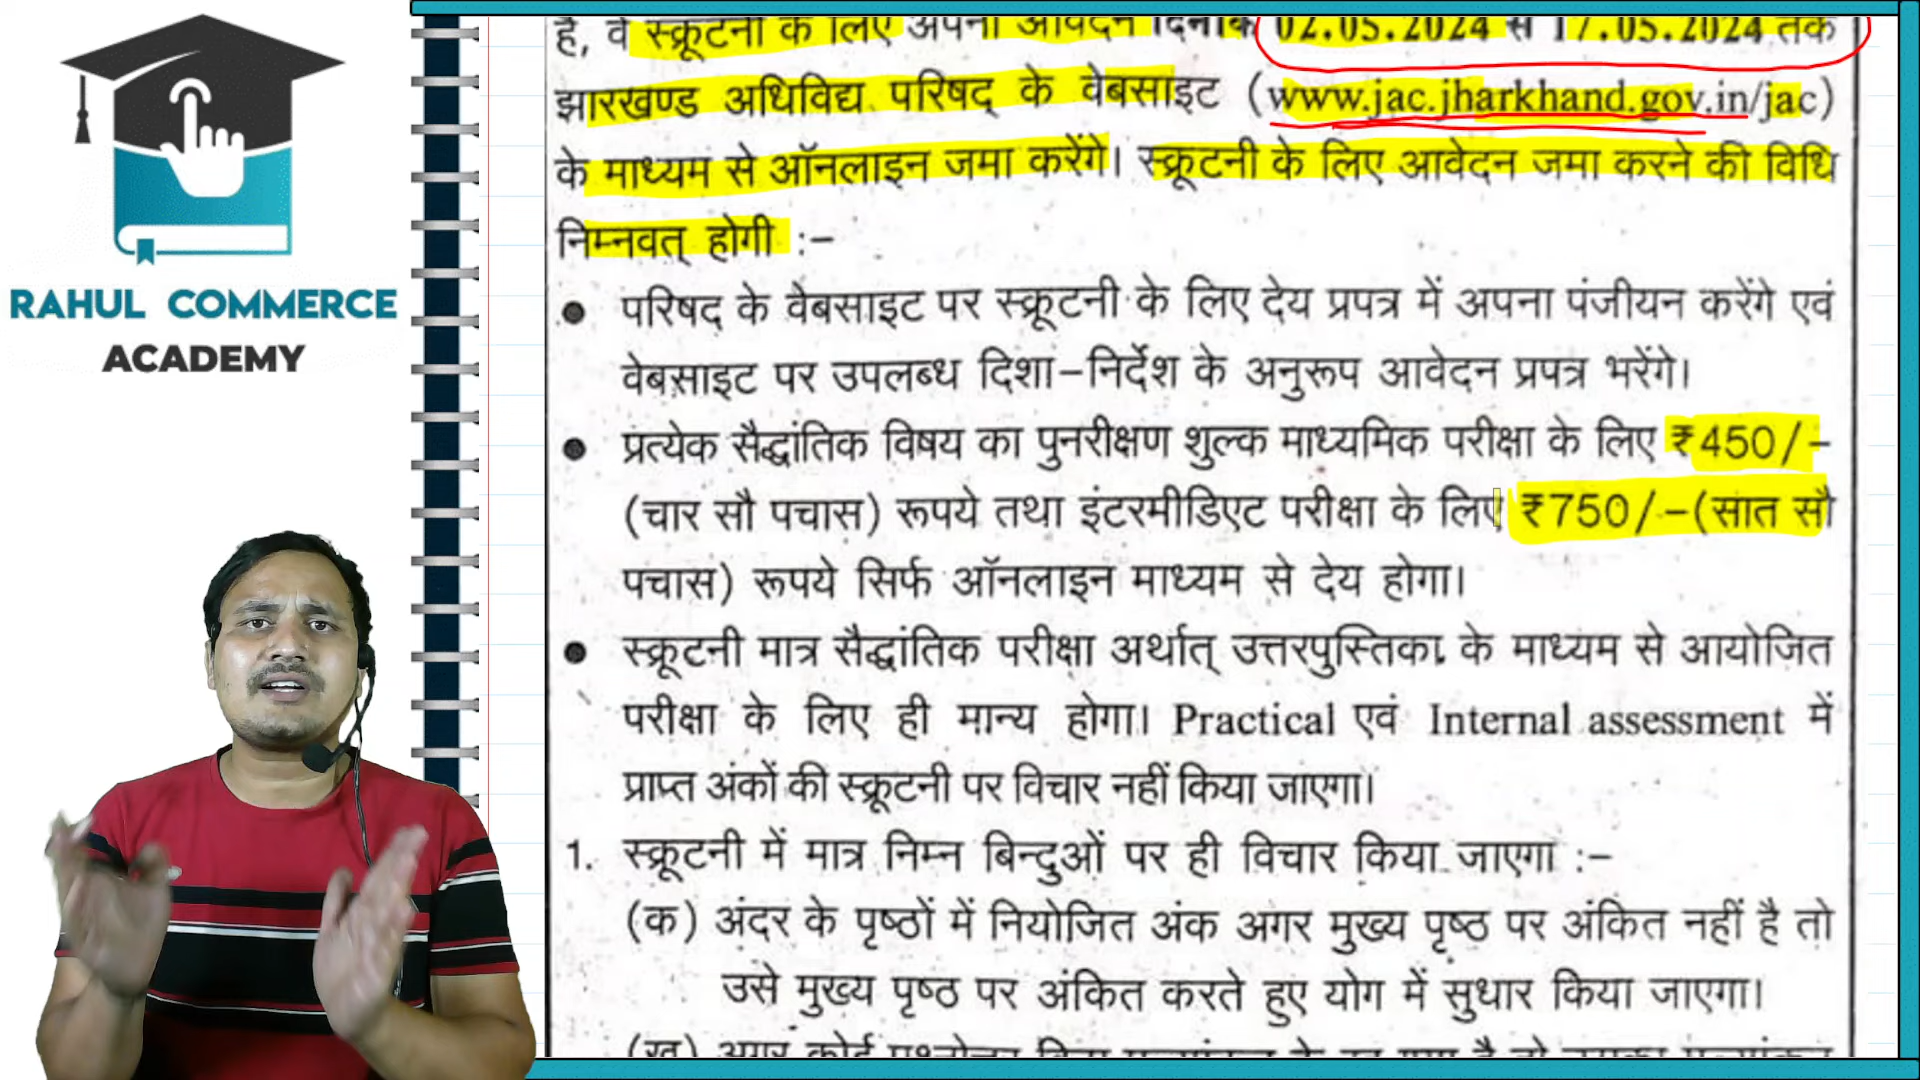 RAHUL COMMERCE
ACADEMY
है, वे स्क्रूटनी के लिए अपना आवेदन दिनांक 02.05.2024 से 17.05.2024 तक
झारखण्ड अधिविद्य परिषद् के वेबसाइट (www.jac.jharkhand.gov.in/jac)
के माध्यम से ऑनलाइन जमा करेंगे। स्क्रूटनी के लिए आवेदन जमा करने की विधि
निम्नवत् होगी :–
● परिषद के वेबसाइट पर स्क्रूटनी के लिए देय प्रपत्र में अपना पंजीयन करेंगे एवं
वेबसाइट पर उपलब्ध दिशा–निर्देश के अनुरूप आवेदन प्रपत्र भरेंगे।
● प्रत्येक सैद्धांतिक विषय का पुनरीक्षण शुल्क माध्यमिक परीक्षा के लिए ₹450/–
(चार सौ पचास) रूपये तथा इंटरमीडिएट परीक्षा के लिए ₹750/–(सात सौ
पचास) रूपये सिर्फ ऑनलाइन माध्यम से देय होगा।
● स्क्रूटनी मात्र सैद्धांतिक परीक्षा अर्थात् उत्तरपुस्तिका के माध्यम से आयोजित
परीक्षा के लिए ही मान्य होगा। Practical एवं Internal assessment में
प्राप्त अंकों की स्क्रूटनी पर विचार नहीं किया जाएगा।
1. स्क्रूटनी में मात्र निम्न बिन्दुओं पर ही विचार किया जाएगा :–
(क) अंदर के पृष्ठों में नियोजित अंक अगर मुख्य पृष्ठ पर अंकित नहीं है तो
उसे मुख्य पृष्ठ पर अंकित करते हुए योग में सुधार किया जाएगा।
(ख) अगर कोई